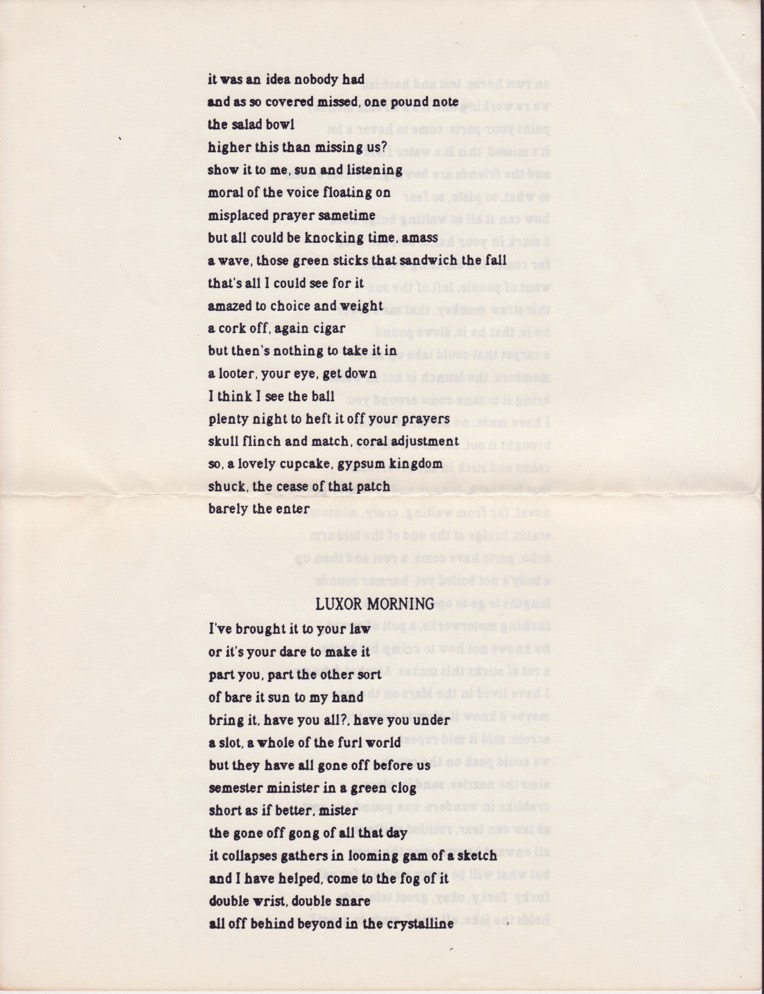 it was an idea nobody had
and as so covered missed, one pound note
the salad bowl
higher this than missing us?
show it to me, sun and listening
moral of the voice floating on
misplaced prayer sametime
but all could be knocking time, amass
a wave, those green sticks that sandwich the fall
that's all I could see for it
amazed to choice and weight
a cork off, again cigar
but then's nothing to take it in
a looter, your eye, get down
I think I see the ball
plenty night to heft it off your prayers
skull flinch and match, coral adjustment
so, a lovely cupcake, gypsum kingdom
shuck, the cease of that patch
barely the enter
LUXOR MORNING
I've brought it to your law
or it's your dare to make it
part you, part the other sort
of bare it sun to my hand
bring it, have you all?, have you under
a slot, a whole of the furl world
but they have all gone off before us
semester minister in a green clog
short as if better, mister
the gone off gong of all that day
it collapses gathers in looming gam of a sketch
and I have helped, come to the fog of it
double wrist, double snare
all off behind beyond in the crystalline